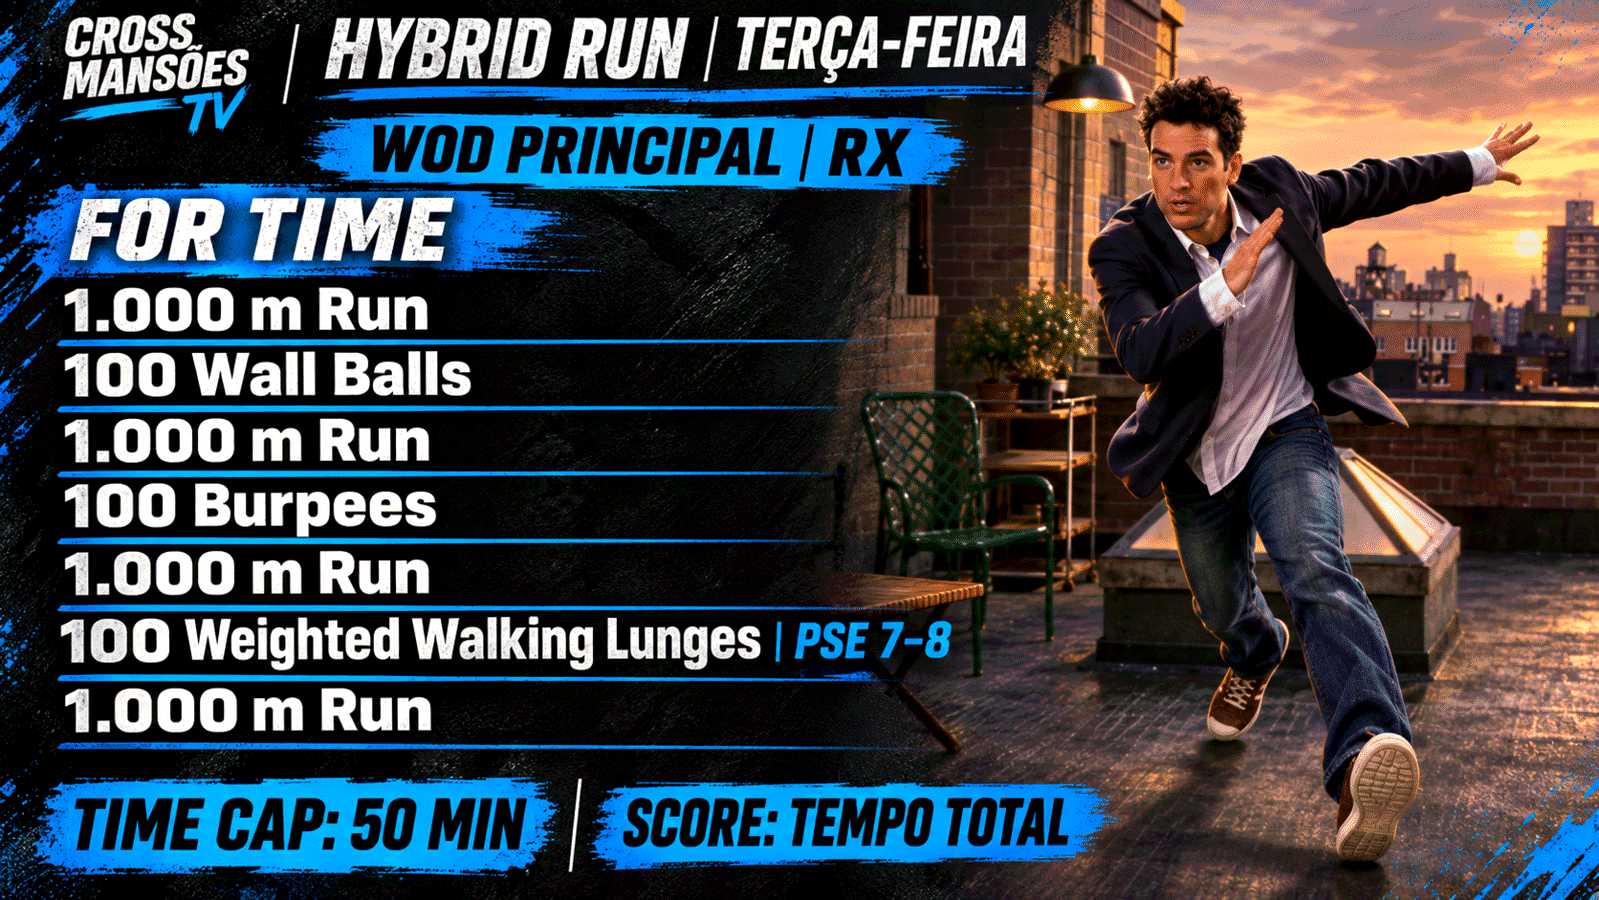 CROSS MANSÕES TV
HYBRID RUN | TERÇA-FEIRA
WOD PRINCIPAL | RX
FOR TIME
1.000 m Run
100 Wall Balls
1.000 m Run
100 Burpees
1.000 m Run
100 Weighted Walking Lunges | PSE 7-8
1.000 m Run
TIME CAP: 50 MIN
SCORE: TEMPO TOTAL